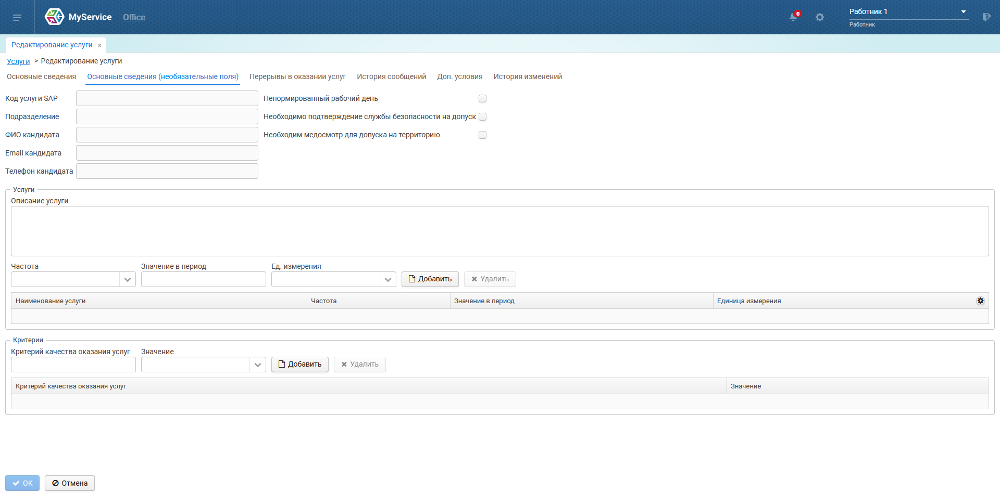 MyService Office
0
Работник 1
Работник
Редактирование услуги ×
Услуги > Редактирование услуги
Основные сведения Основные сведения (необязательные поля) Перерывы в оказании услуг История сообщений Доп. условия История изменений
Код услуги SAP Ненормированный рабочий день
Подразделение Необходимо подтверждение службы безопасности на допуск
ФИО кандидата Необходим медосмотр для допуска на территорию
Email кандидата
Телефон кандидата
Услуги
Описание услуги
Частота Значение в период Ед. измерения
Добавить Удалить
Наименование услуги Частота Значение в период Единица измерения
Критерии
Критерий качества оказания услуг Значение
Добавить Удалить
Критерий качества оказания услуг Значение
OK Отмена